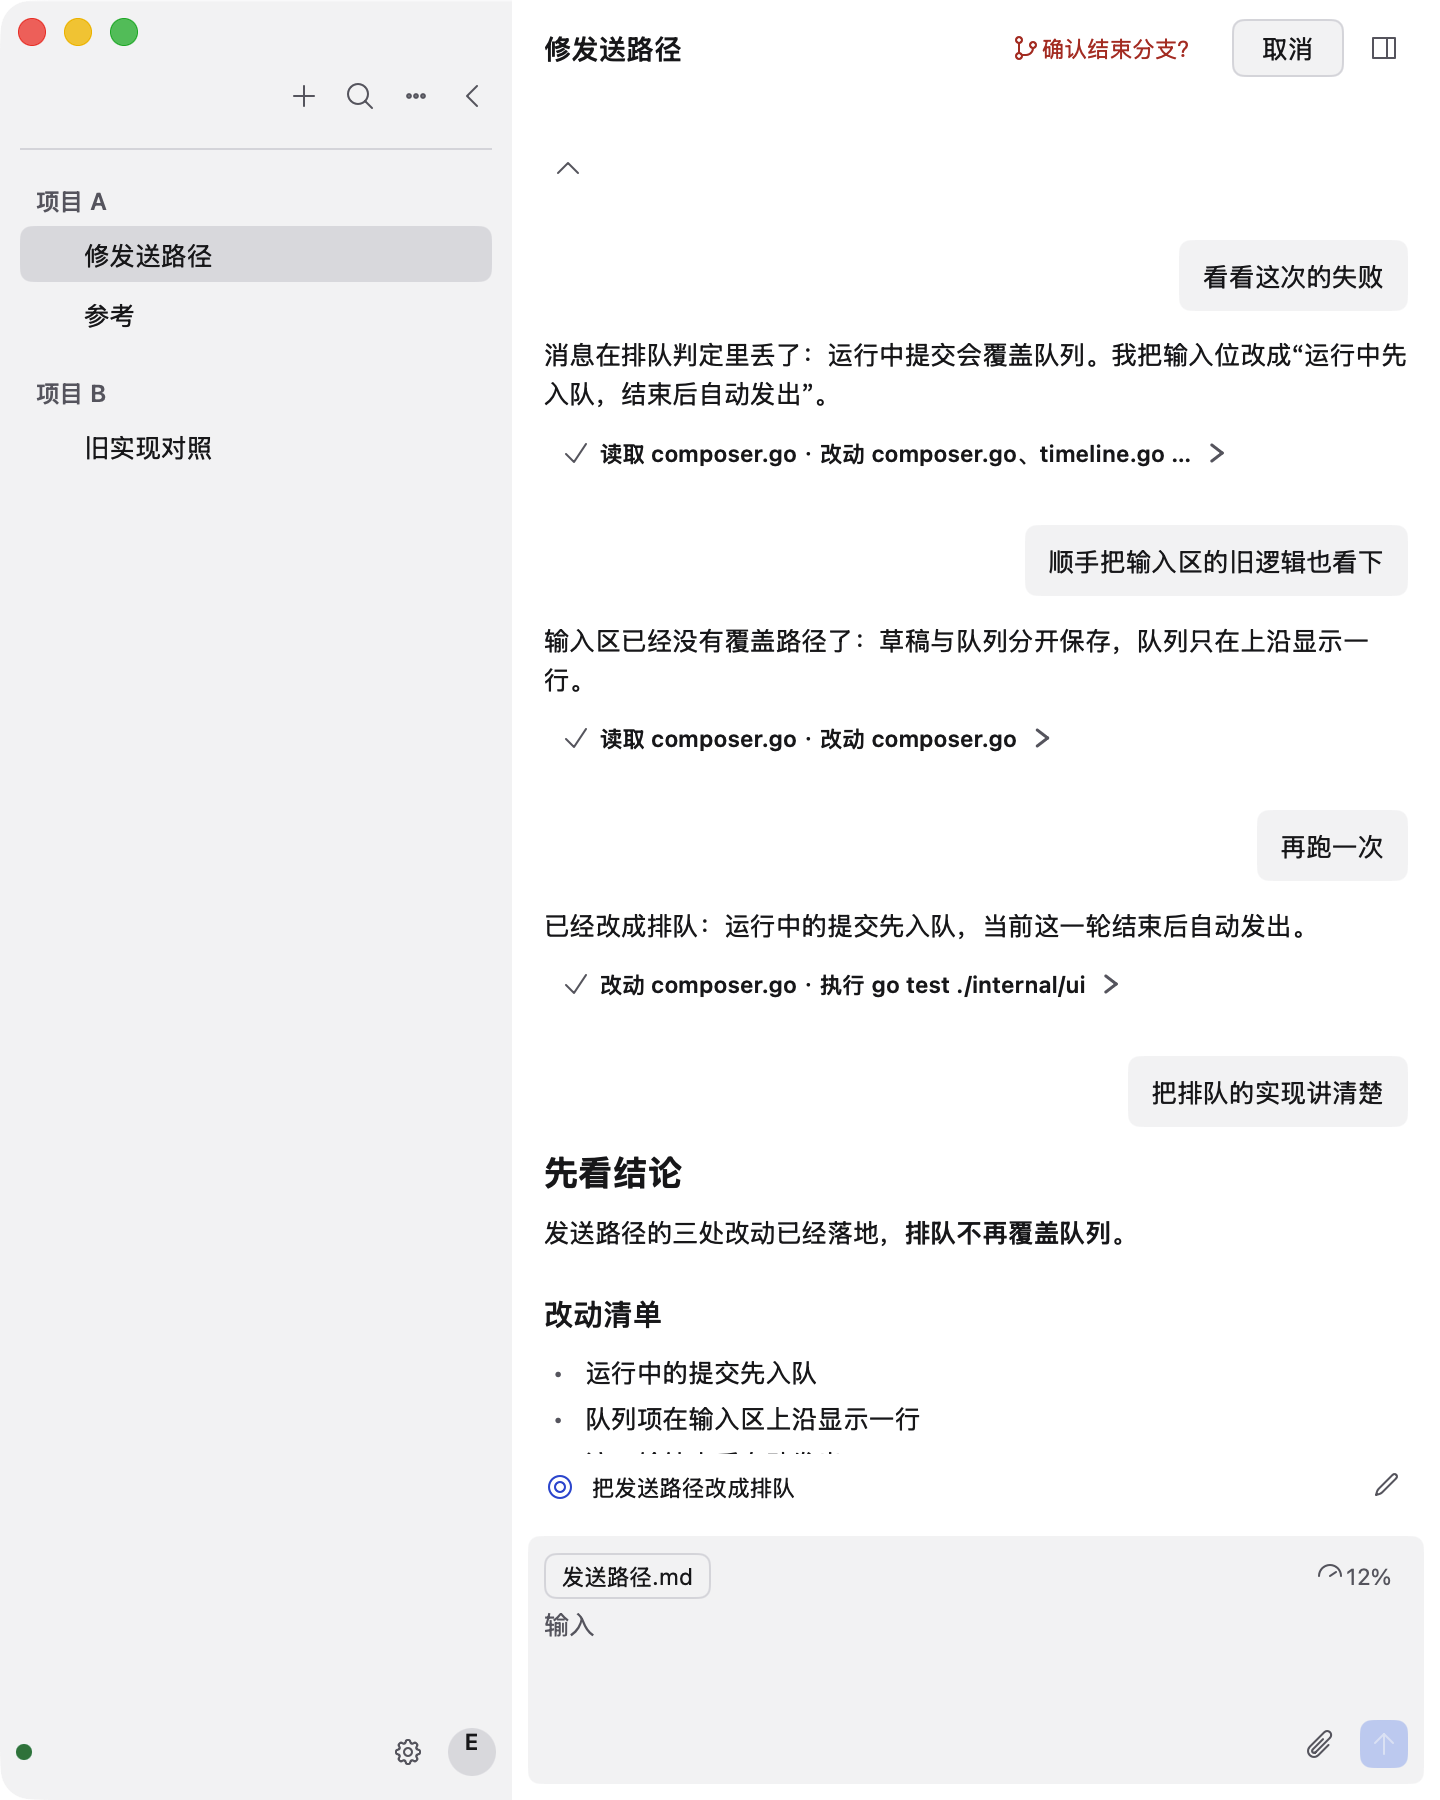 修发送路径
确认结束分支?
取消
项目 A
修发送路径
参考
项目 B
旧实现对照
看看这次的失败
消息在排队判定里丢了：运行中提交会覆盖队列。我把输入位改成“运行中先
入队，结束后自动发出”。
读取 composer.go · 改动 composer.go、timeline.go ...
顺手把输入区的旧逻辑也看下
输入区已经没有覆盖路径了：草稿与队列分开保存，队列只在上沿显示一
行。
读取 composer.go · 改动 composer.go
再跑一次
已经改成排队：运行中的提交先入队，当前这一轮结束后自动发出。
改动 composer.go · 执行 go test ./internal/ui
把排队的实现讲清楚
先看结论
发送路径的三处改动已经落地，排队不再覆盖队列。
改动清单
• 运行中的提交先入队
• 队列项在输入区上沿显示一行
把发送路径改成排队
发送路径.md
12%
输入
E